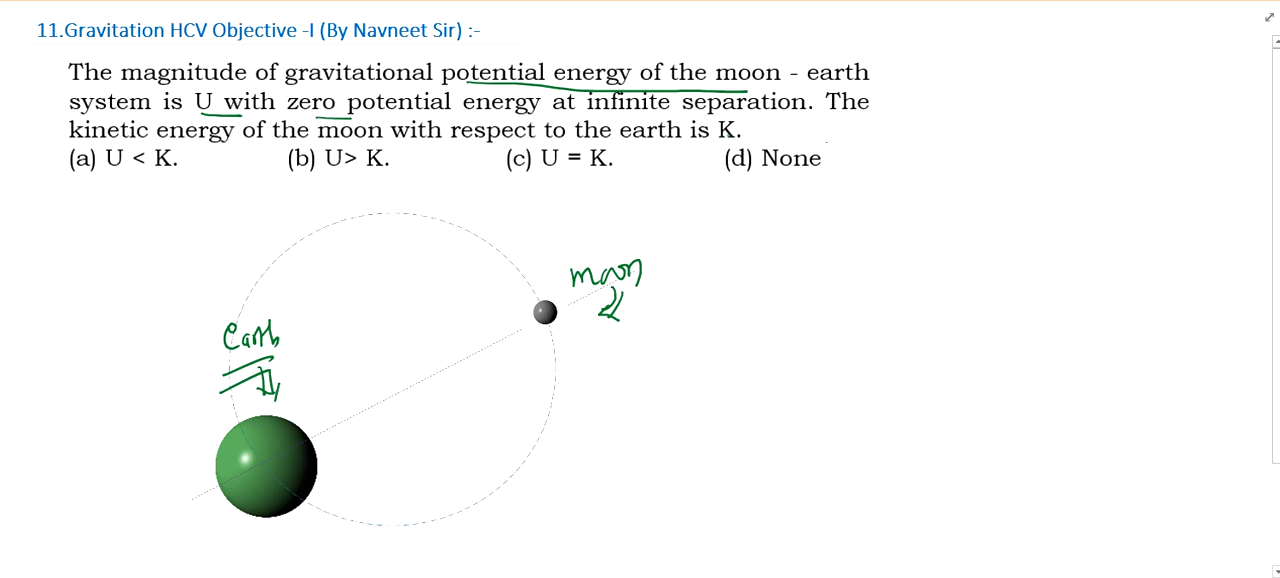 11.Gravitation HCV Objective -I (By Navneet Sir) :-
The magnitude of gravitational potential energy of the moon - earth
system is U with zero potential energy at infinite separation. The
kinetic energy of the moon with respect to the earth is K.
(a) U < K. (b) U> K. (c) U = K. (d) None
moon
Earth